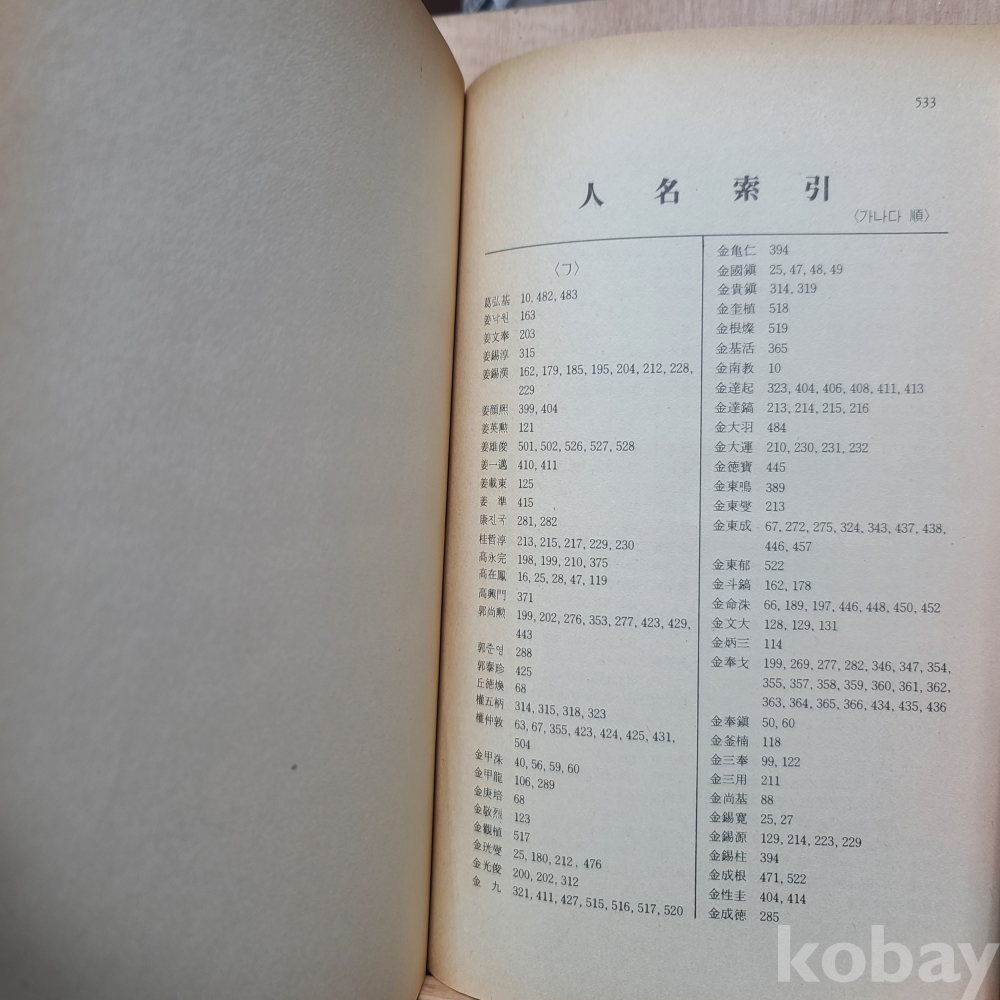 533
人名索引
〈가나다 順〉
〈ㄱ〉
葛弘基 10, 482, 483
姜낙원 163
姜文奉 203
姜錫淳 315
姜錫漢 162, 179, 185, 195, 204, 212, 228,
229
姜顔熙 399, 404
姜英勲 121
姜雄俊 501, 502, 526, 527, 528
姜一邁 410, 411
姜載東 125
姜準 415
康진국 281, 282
桂哲淳 213, 215, 217, 229, 230
高永完 198, 199, 210, 375
高在鳳 16, 25, 28, 47, 119
高興門 371
郭尚勲 199, 202, 276, 353, 277, 423, 429,
443
郭준영 288
郭泰珍 425
丘徳煥 68
權五柄 314, 315, 318, 323
權仲敦 63, 67, 355, 423, 424, 425, 431,
504
金甲洙 40, 56, 59, 60
金甲龍 106, 289
金庚培 68
金敏烈 123
金觀植 517
金珖燮 25, 180, 212, 476
金光俊 200, 202, 312
金九 321, 411, 427, 515, 516, 517, 520
金亀仁 394
金國鎭 25, 47, 48, 49
金貴鎭 314, 319
金奎植 518
金根燦 519
金基活 365
金南教 10
金達起 323, 404, 406, 408, 411, 413
金達鎬 213, 214, 215, 216
金大羽 484
金大運 210, 230, 231, 232
金徳寶 445
金東鳴 389
金東燮 213
金東成 67, 272, 275, 324, 343, 437, 438,
446, 457
金東郁 522
金斗鎬 162, 178
金命洙 66, 189, 197, 446, 448, 450, 452
金文大 128, 129, 131
金炳三 114
金奉戈 199, 269, 277, 282, 346, 347, 354,
355, 357, 358, 359, 360, 361, 362,
363, 364, 365, 366, 434, 435, 436
金奉鎭 50, 60
金釜楠 118
金三奉 99, 122
金三用 211
金尚基 88
金錫寛 25, 27
金錫源 129, 214, 223, 229
金錫柱 394
金成根 471, 522
金性圭 404, 414
金成徳 285
kobay